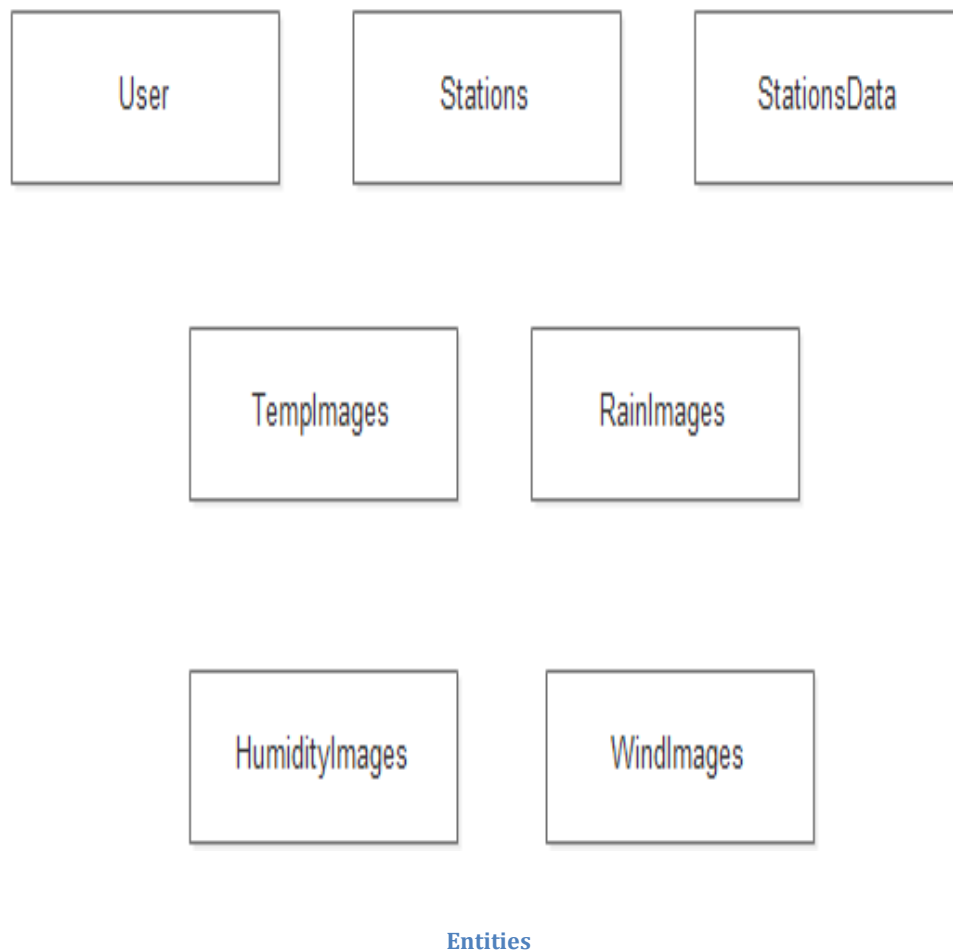 User
Stations
StationsData
TempImages
RainImages
HumidityImages
WindImages
Entities